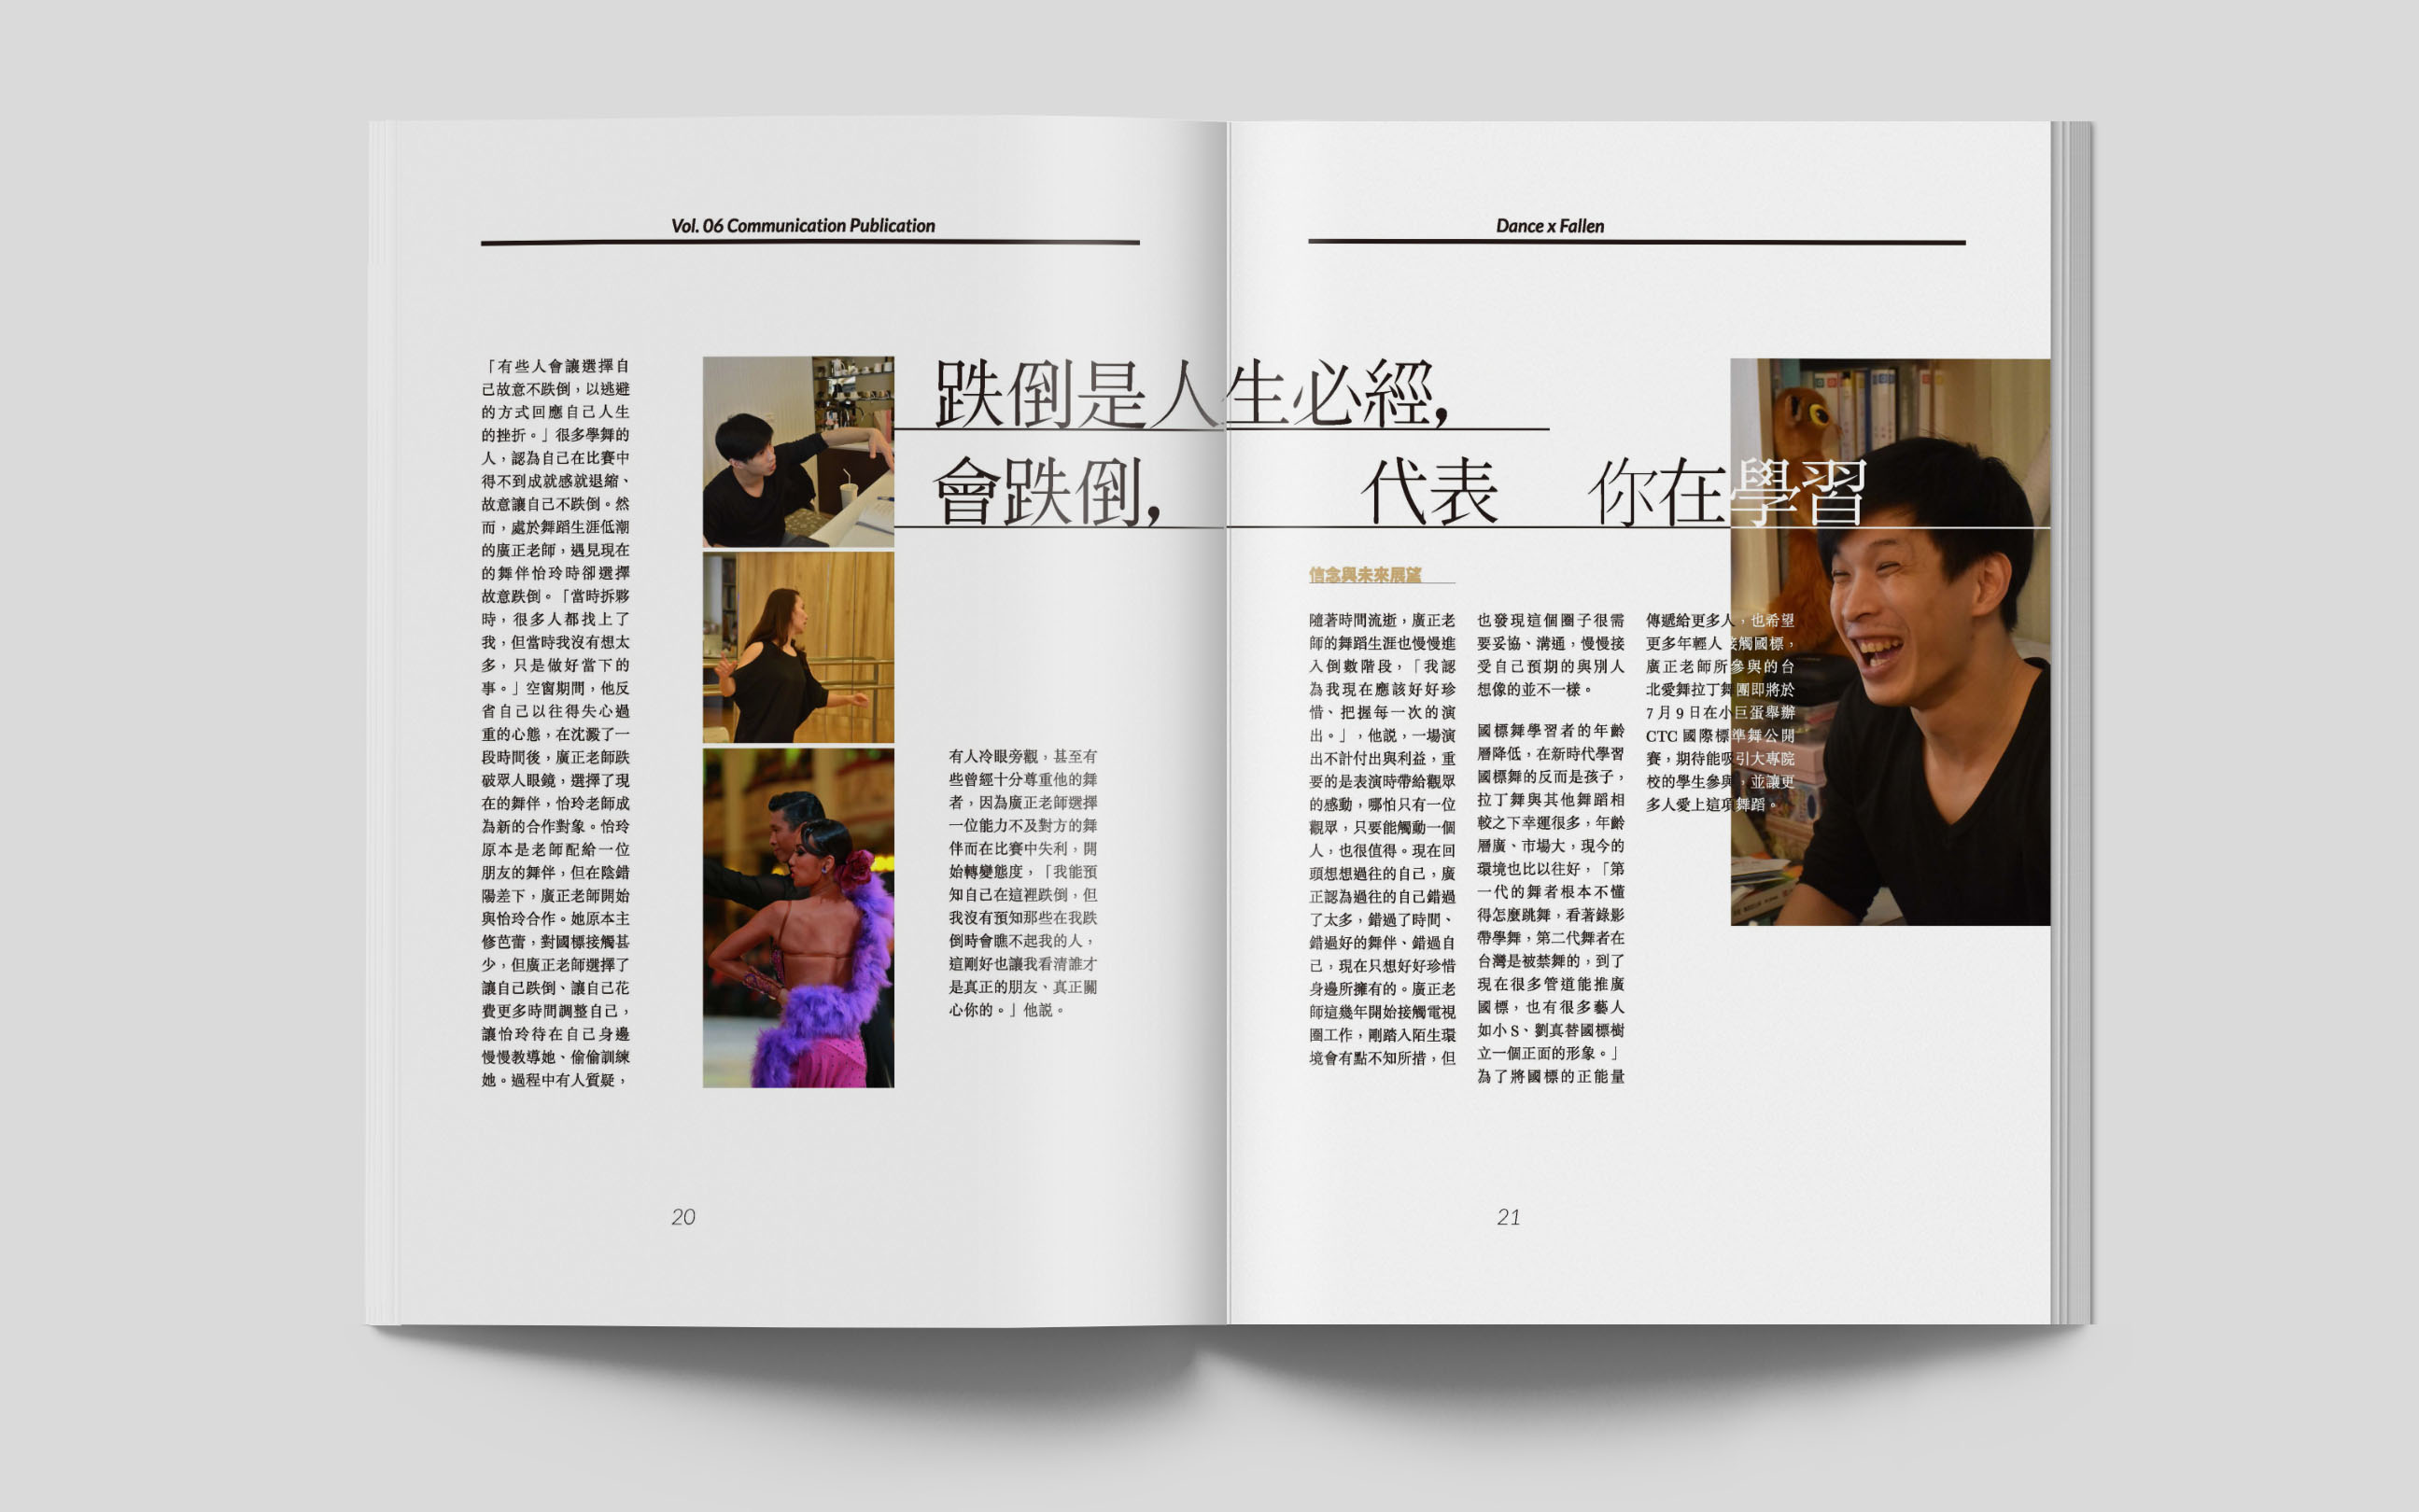 Vol. 06 Communication Publication
「有些人會讓選擇自
己故意不跌倒，以逃避
的方式回應自己人生
的挫折。」很多學舞的
人，認為自己在比賽中
得不到成就感就退縮、
故意讓自己不跌倒。然
而，處於舞蹈生涯低潮
的廣正老師，遇見現在
的舞伴怡玲時卻選擇
故意跌倒。「當時拆夥
時，很多人都找上了
我，但當時我沒有想太
多，只是做好當下的
事。」空窗期間，他反
省自己以往得失心過
重的心態，在沈澱了一
段時間後，廣正老師跌
破眾人眼鏡，選擇了現
在的舞伴，怡玲老師成
為新的合作對象。怡玲
原本是老師配給一位
朋友的舞伴，但在陰錯
陽差下，廣正老師開始
與怡玲合作。她原本主
修芭蕾，對國標接觸甚
少，但廣正老師選擇了
讓自己跌倒、讓自己花
費更多時間調整自己，
讓怡玲待在自己身邊
慢慢教導她、偷偷訓練
她。過程中有人質疑，
跌倒是人生必經,
會跌倒, 代表 你在學習
有人冷眼旁觀，甚至有
些曾經十分尊重他的舞
者，因為廣正老師選擇
一位能力不及對方的舞
伴而在比賽中失利，開
始轉變態度，「我能預
知自己在這裡跌倒，但
我沒有預知那些在我跌
倒時會瞧不起我的人，
這剛好也讓我看清誰才
是真正的朋友、真正關
心你的。」他説。
20
Dance x Fallen
信念與未來展望
隨著時間流逝，廣正老
師的舞蹈生涯也慢慢進
入倒數階段，「我認
為我現在應該好好珍
惜、把握每一次的演
出。」，他説，一場演
出不計付出與利益，重
要的是表演時帶給觀眾
的感動，哪怕只有一位
觀眾，只要能觸動一個
人，也很值得。現在回
頭想想過往的自己，廣
正認為過往的自己錯過
了太多，錯過了時間、
錯過好的舞伴、錯過自
己，現在只想好好珍惜
身邊所擁有的。廣正老
師這幾年開始接觸電視
圈工作，剛踏入陌生環
境會有點不知所措，但
也發現這個圈子很需
要妥協、溝通，慢慢接
受自己預期的與別人
想像的並不一樣。
國標舞學習者的年齡
層降低，在新時代學習
國標舞的反而是孩子，
拉丁舞與其他舞蹈相
較之下幸運很多，年齡
層廣、市場大，現今的
環境也比以往好，「第
一代的舞者根本不懂
得怎麼跳舞，看著錄影
帶學舞，第二代舞者在
台灣是被禁舞的，到了
現在很多管道能推廣
國標，也有很多藝人
如小 S、劉真替國標樹
立一個正面的形象。」
為了將國標的正能量
傳遞給更多人，也希望
更多年輕人接觸國標，
廣正老師所參與的台
北愛舞拉丁舞團即將於
7 月 9 日在小巨蛋舉辦
CTC 國際標準舞公開
賽，期待能吸引大專院
校的學生參與，並讓更
多人愛上這項舞蹈。
21